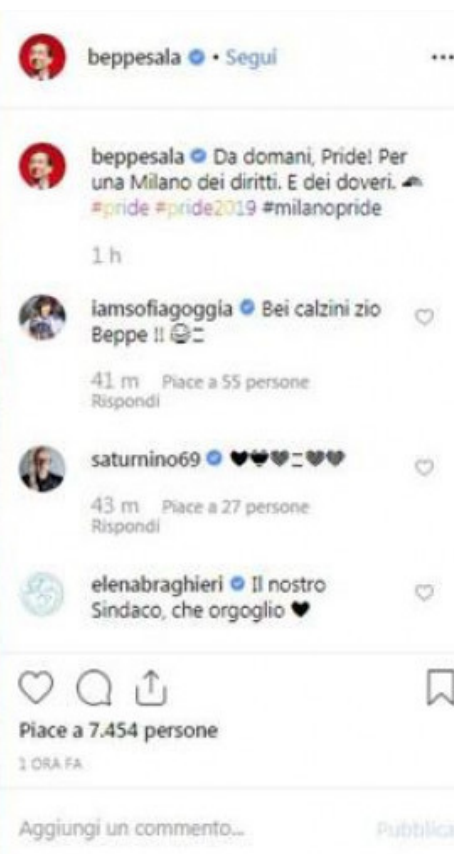 beppesala • Segui
beppesala Da domani, Pride! Per
una Milano dei diritti. E dei doveri.
#pride #pride2019 #milanopride
1 h
iamsofiagoggia Bei calzini zio
Beppe !!
41 m Piace a 55 persone
Rispondi
saturnino69 🖤
43 m Piace a 27 persone
Rispondi
elenabraghieri Il nostro
Sindaco, che orgoglio 🖤
Piace a 7.454 persone
1 ORA FA
Aggiungi un commento...
Pubblica